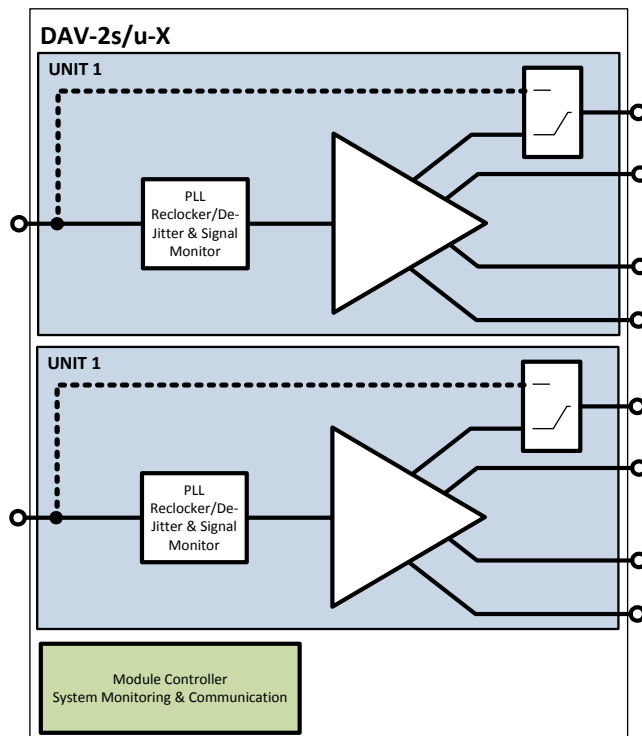 DAV-2s/u-X
UNIT 1
PLL
Reclocker/De-
Jitter & Signal
Monitor
UNIT 1
PLL
Reclocker/De-
Jitter & Signal
Monitor
Module Controller
System Monitoring & Communication